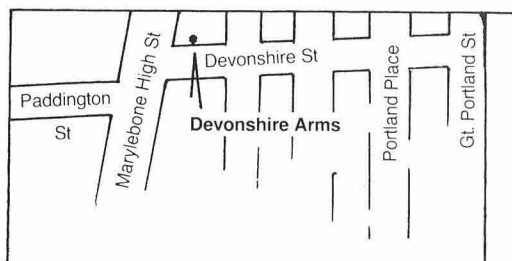 Marylebone High St
Devonshire St
Paddington
St
Devonshire Arms
Portland Place
Gt. Portland St